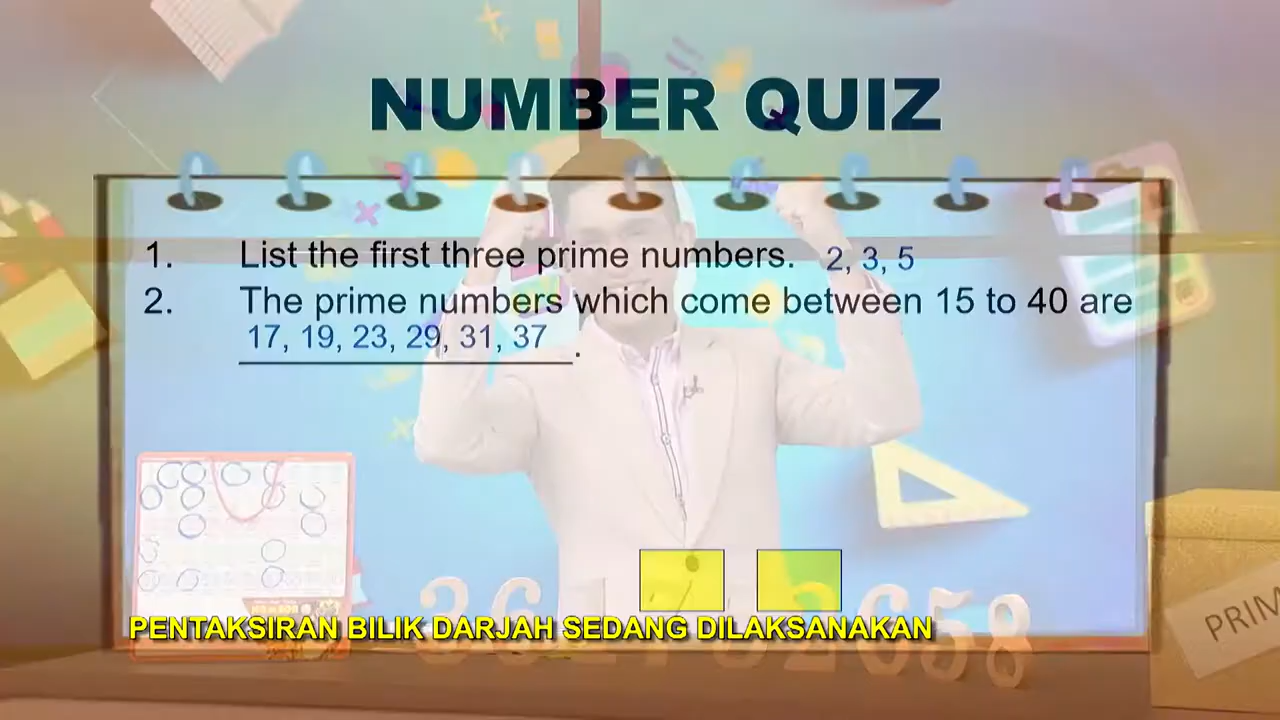 NUMBER QUIZ
1. List the first three prime numbers. 2, 3, 5
2. The prime numbers which come between 15 to 40 are
17, 19, 23, 29, 31, 37.
PENTAKSIRAN BILIK DARJAH SEDANG DILAKSANAKAN
PRIM